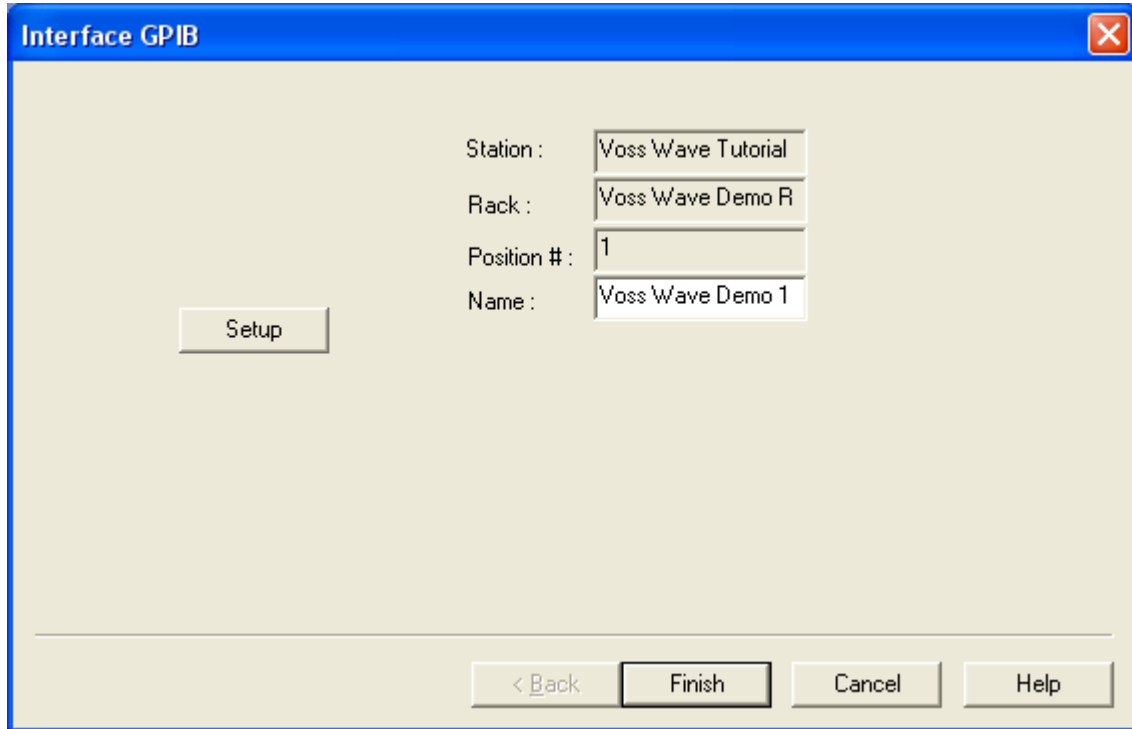 Interface GPIB
Station : Voss Wave Tutorial
Rack : Voss Wave Demo R
Position # : 1
Name : Voss Wave Demo 1
Setup
< Back Finish Cancel Help